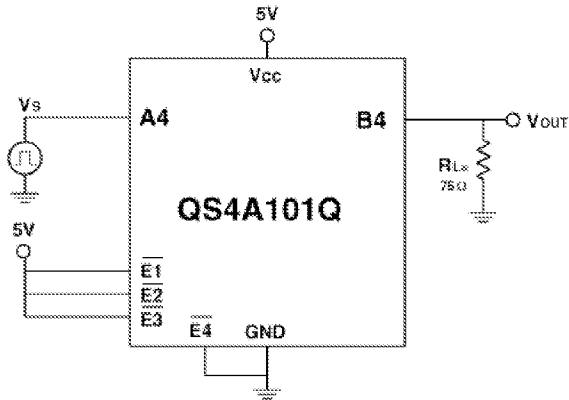 5V
Vcc
Vs
A4
B4
VOUT
RL=
75Ω
QS4A101Q
5V
E1
E2
E3
E4
GND